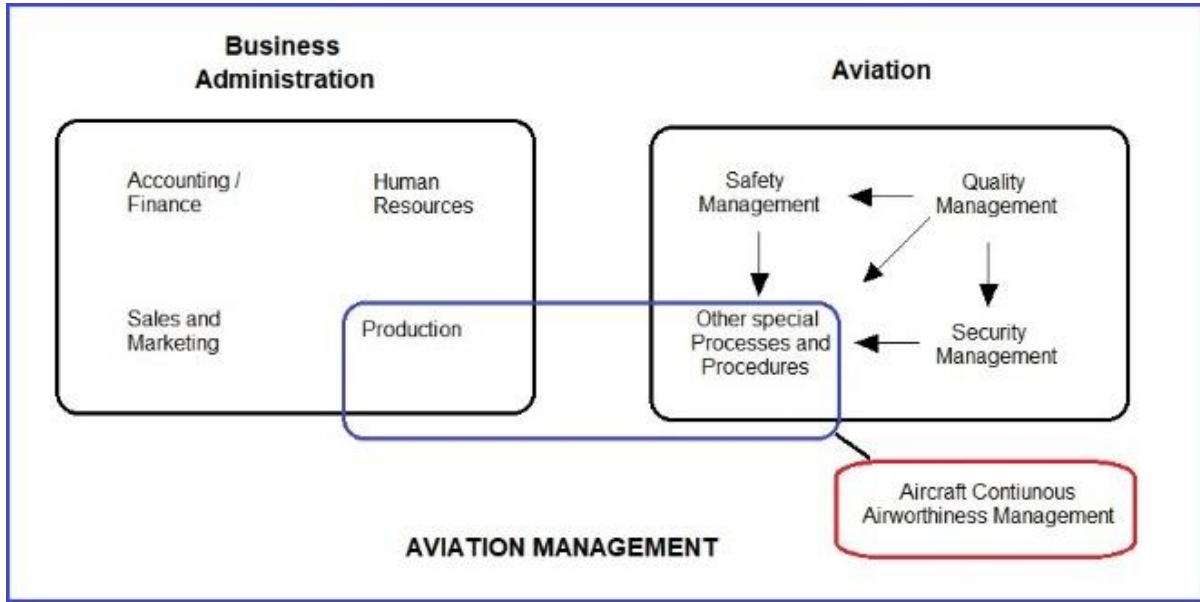 Business
Administration
Aviation
Accounting /
Finance
Human
Resources
Safety
Management
Quality
Management
Sales and
Marketing
Production
Other special
Processes and
Procedures
Security
Management
Aircraft Contiunous
Airworthiness Management
AVIATION MANAGEMENT